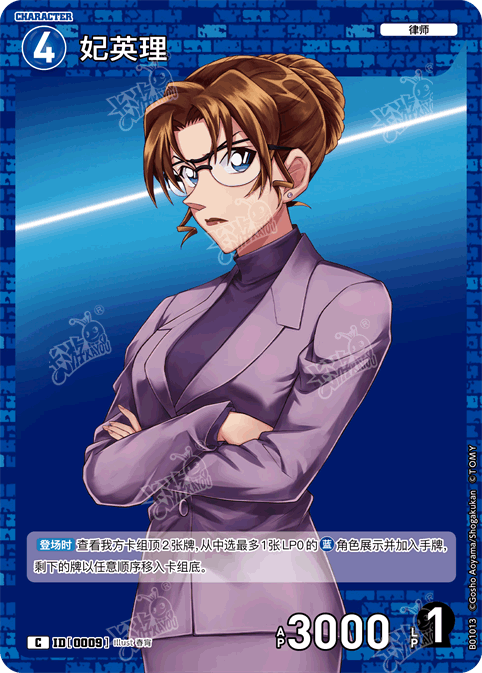 CHARACTER
4
妃英理
律师
登场时 查看我方卡组顶2张牌,从中选最多1张LP0的 蓝 角色展示并加入手牌,
剩下的牌以任意顺序移入卡组底。
C ID[0009] illust 春宵
AP 3000 LP 1
B01013 ©Gosho Aoyama/Shogakukan ©TOMY